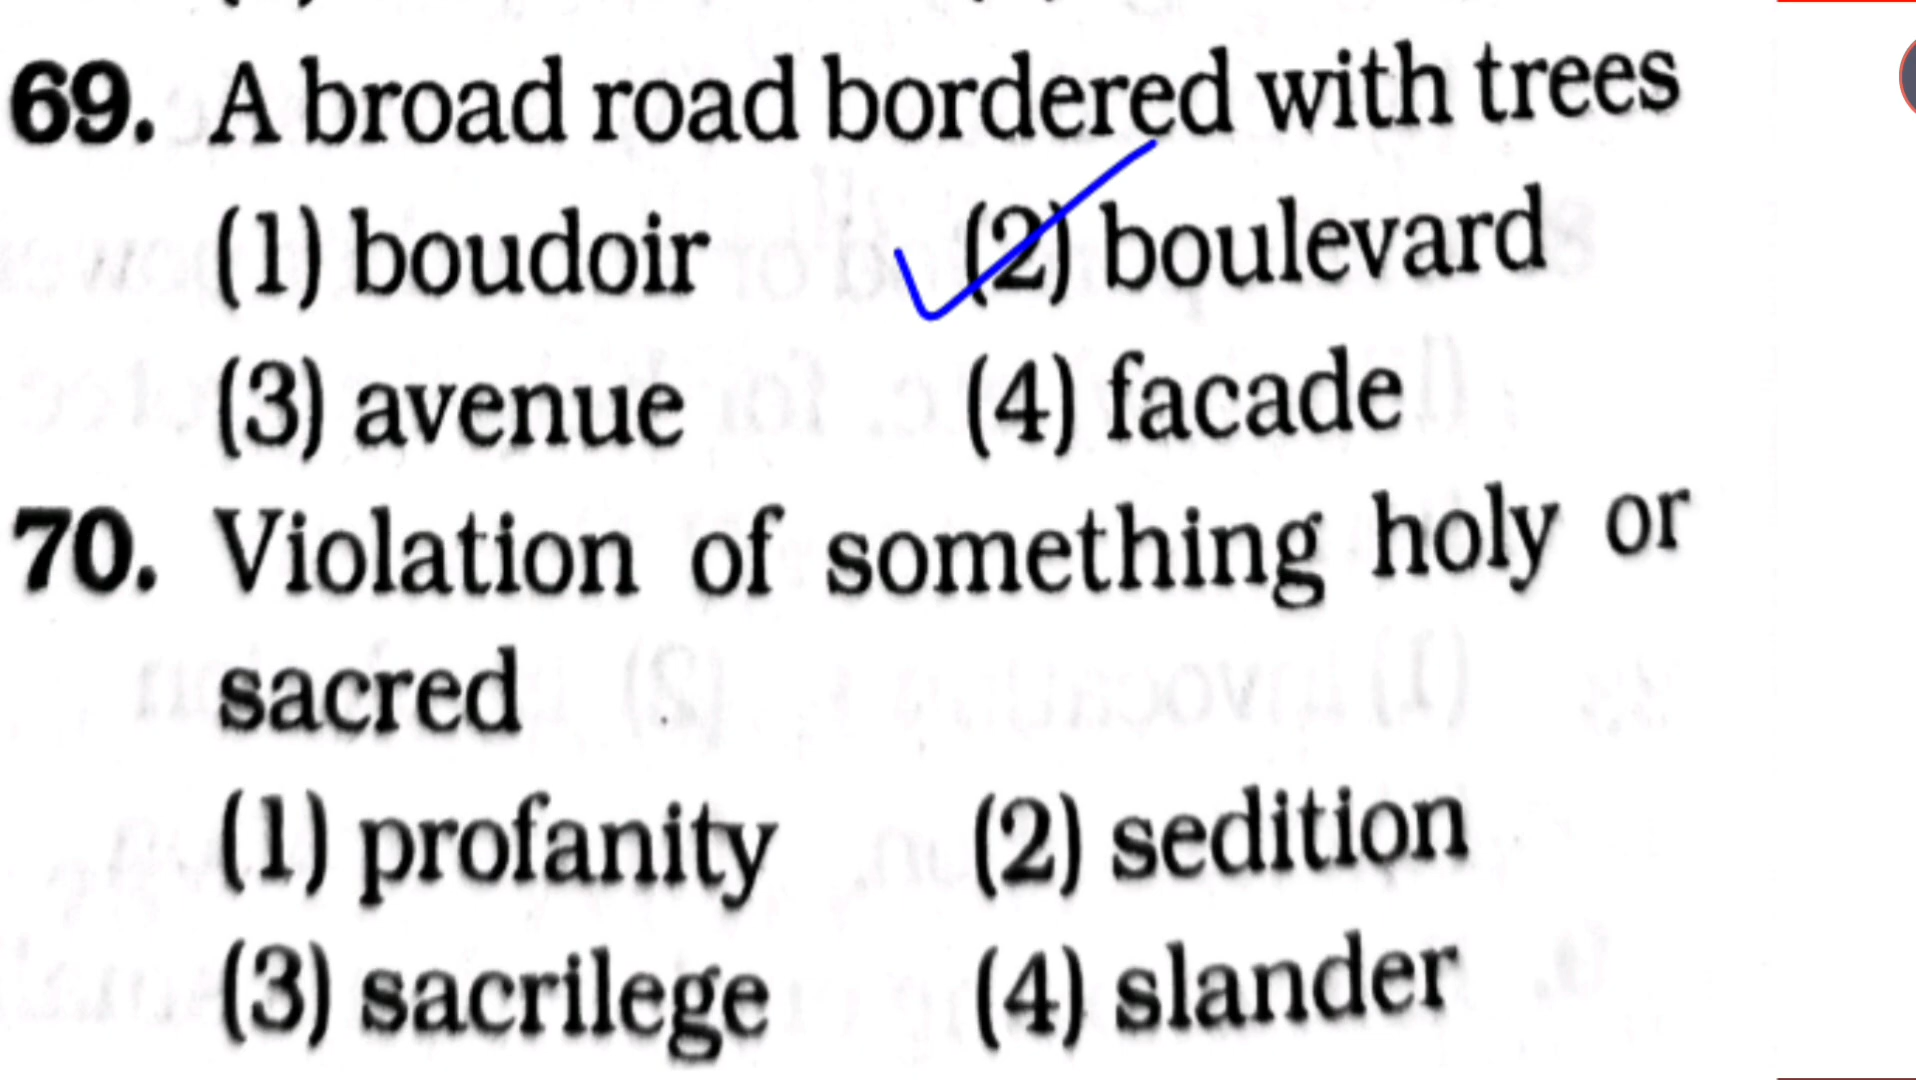 69. A broad road bordered with trees
(1) boudoir (2) boulevard
(3) avenue (4) facade
70. Violation of something holy or
sacred
(1) profanity (2) sedition
(3) sacrilege (4) slander